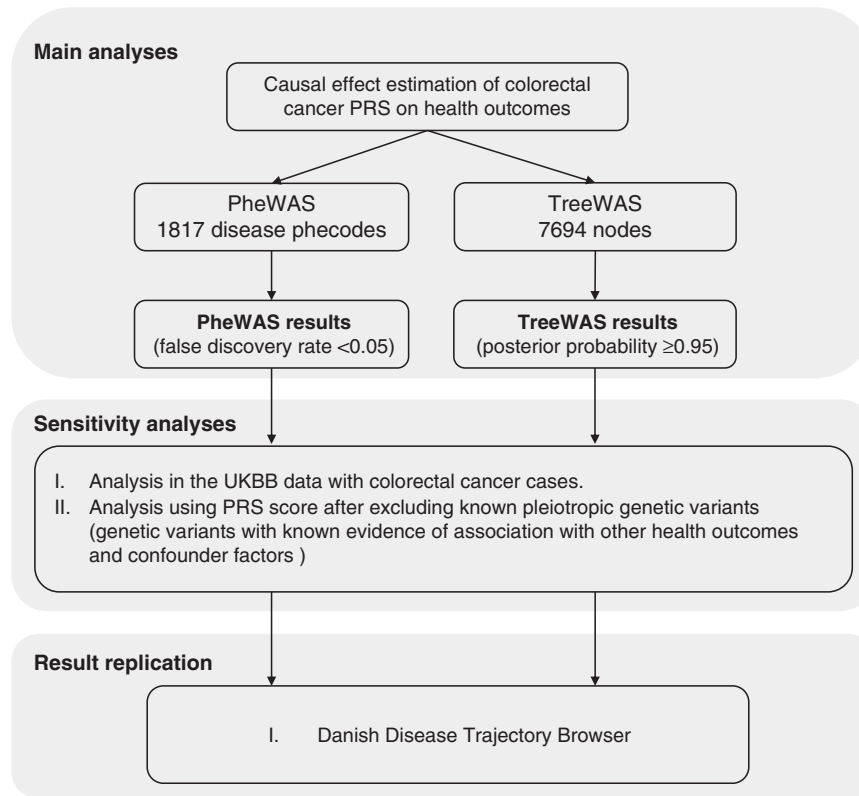 Main analyses
Causal effect estimation of colorectal
cancer PRS on health outcomes
PheWAS
1817 disease phecodes
TreeWAS
7694 nodes
PheWAS results
(false discovery rate <0.05)
TreeWAS results
(posterior probability ≥0.95)
Sensitivity analyses
I. Analysis in the UKBB data with colorectal cancer cases.
II. Analysis using PRS score after excluding known pleiotropic genetic variants
(genetic variants with known evidence of association with other health outcomes
and confounder factors )
Result replication
I. Danish Disease Trajectory Browser